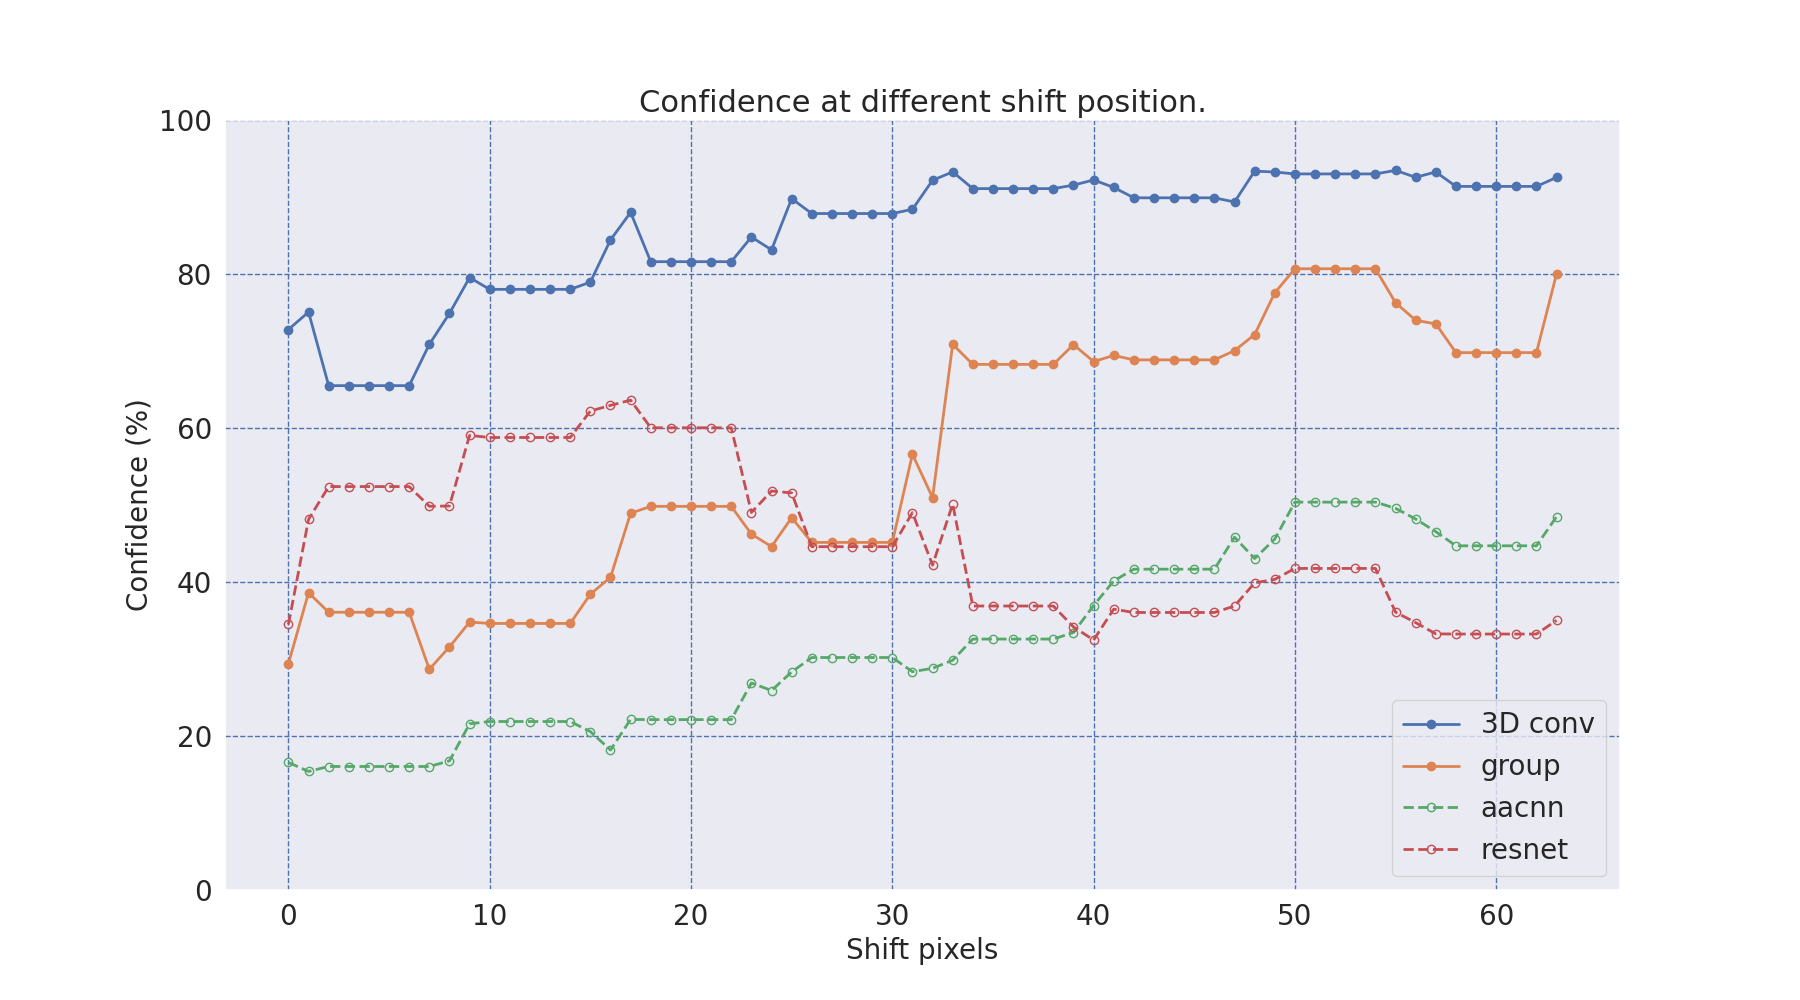 Confidence at different shift position.
100
80
60
40
20
0
Confidence (%)
0 10 20 30 40 50 60
Shift pixels
3D conv
group
aacnn
resnet